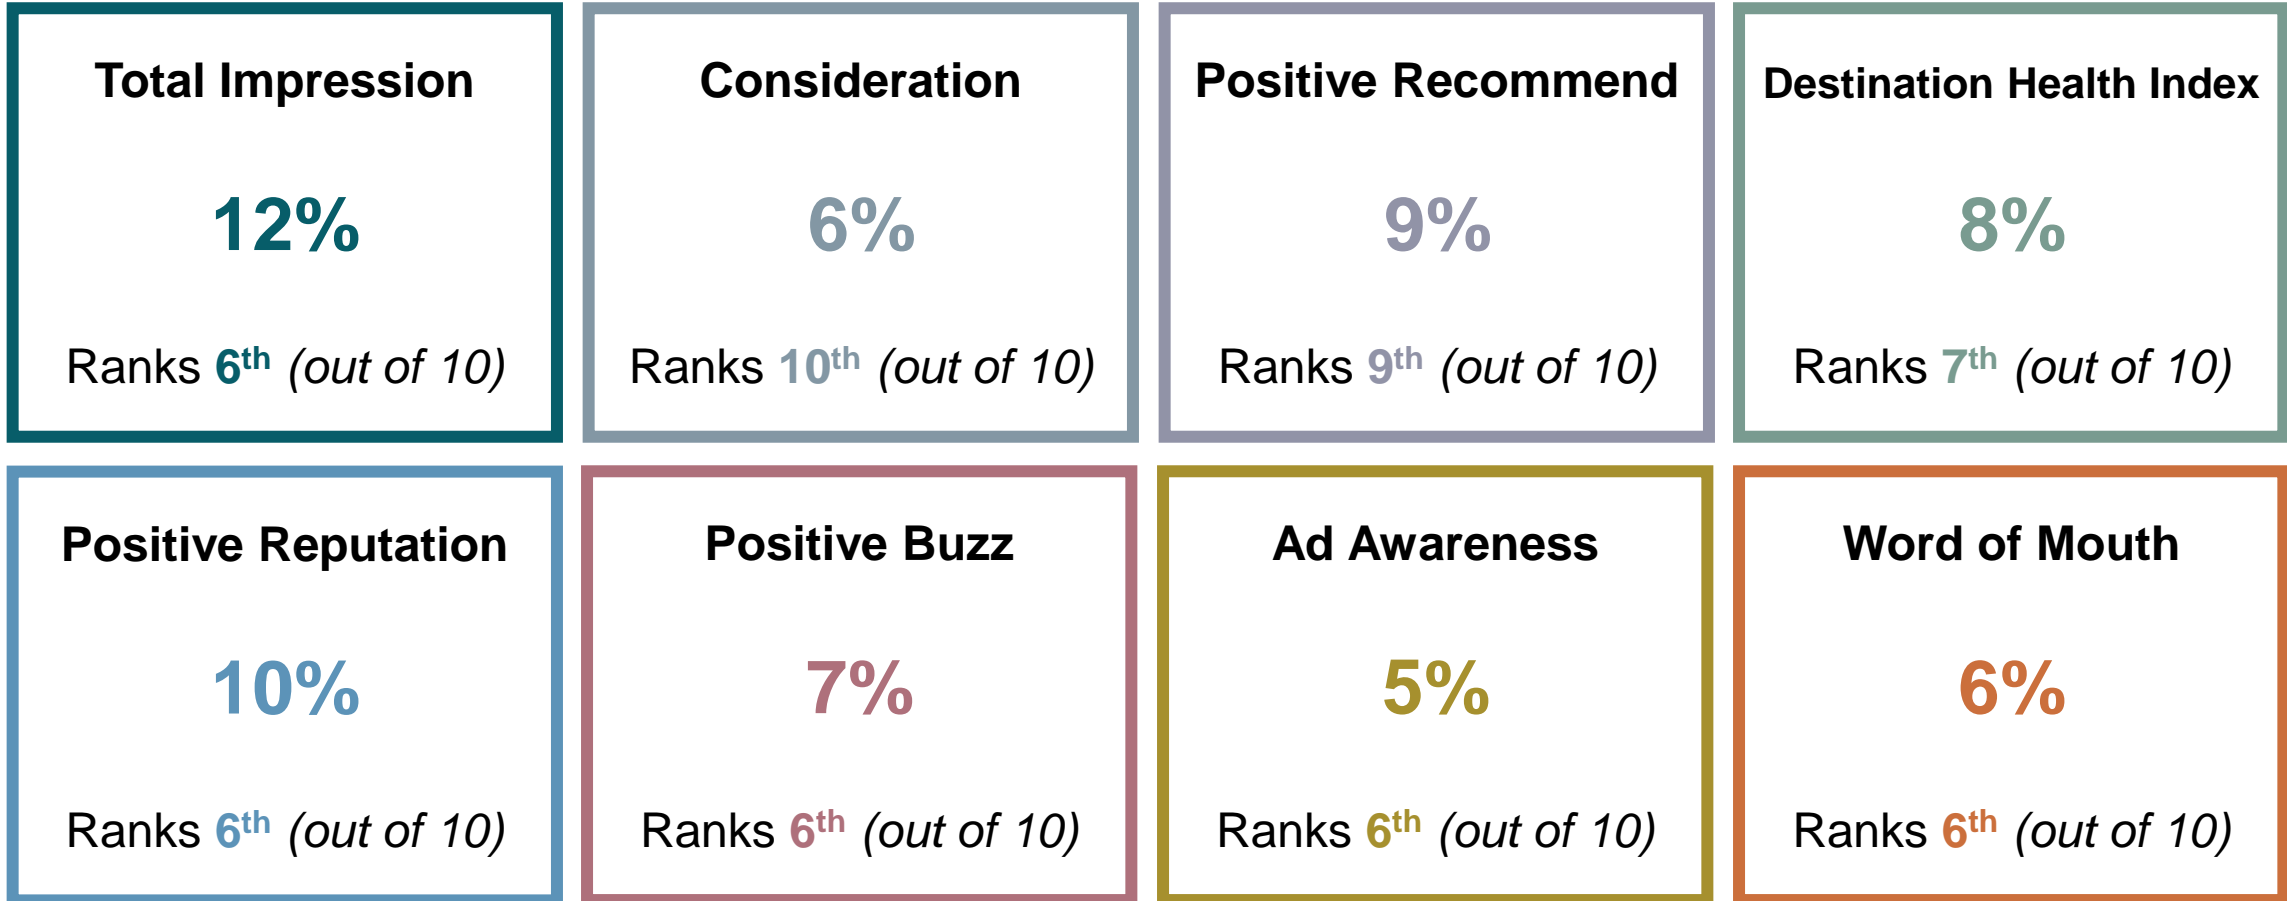 Total Impression
12%
Ranks 6th (out of 10)
Consideration
6%
Ranks 10th (out of 10)
Positive Recommend
9%
Ranks 9th (out of 10)
Destination Health Index
8%
Ranks 7th (out of 10)
Positive Reputation
10%
Ranks 6th (out of 10)
Positive Buzz
7%
Ranks 6th (out of 10)
Ad Awareness
5%
Ranks 6th (out of 10)
Word of Mouth
6%
Ranks 6th (out of 10)